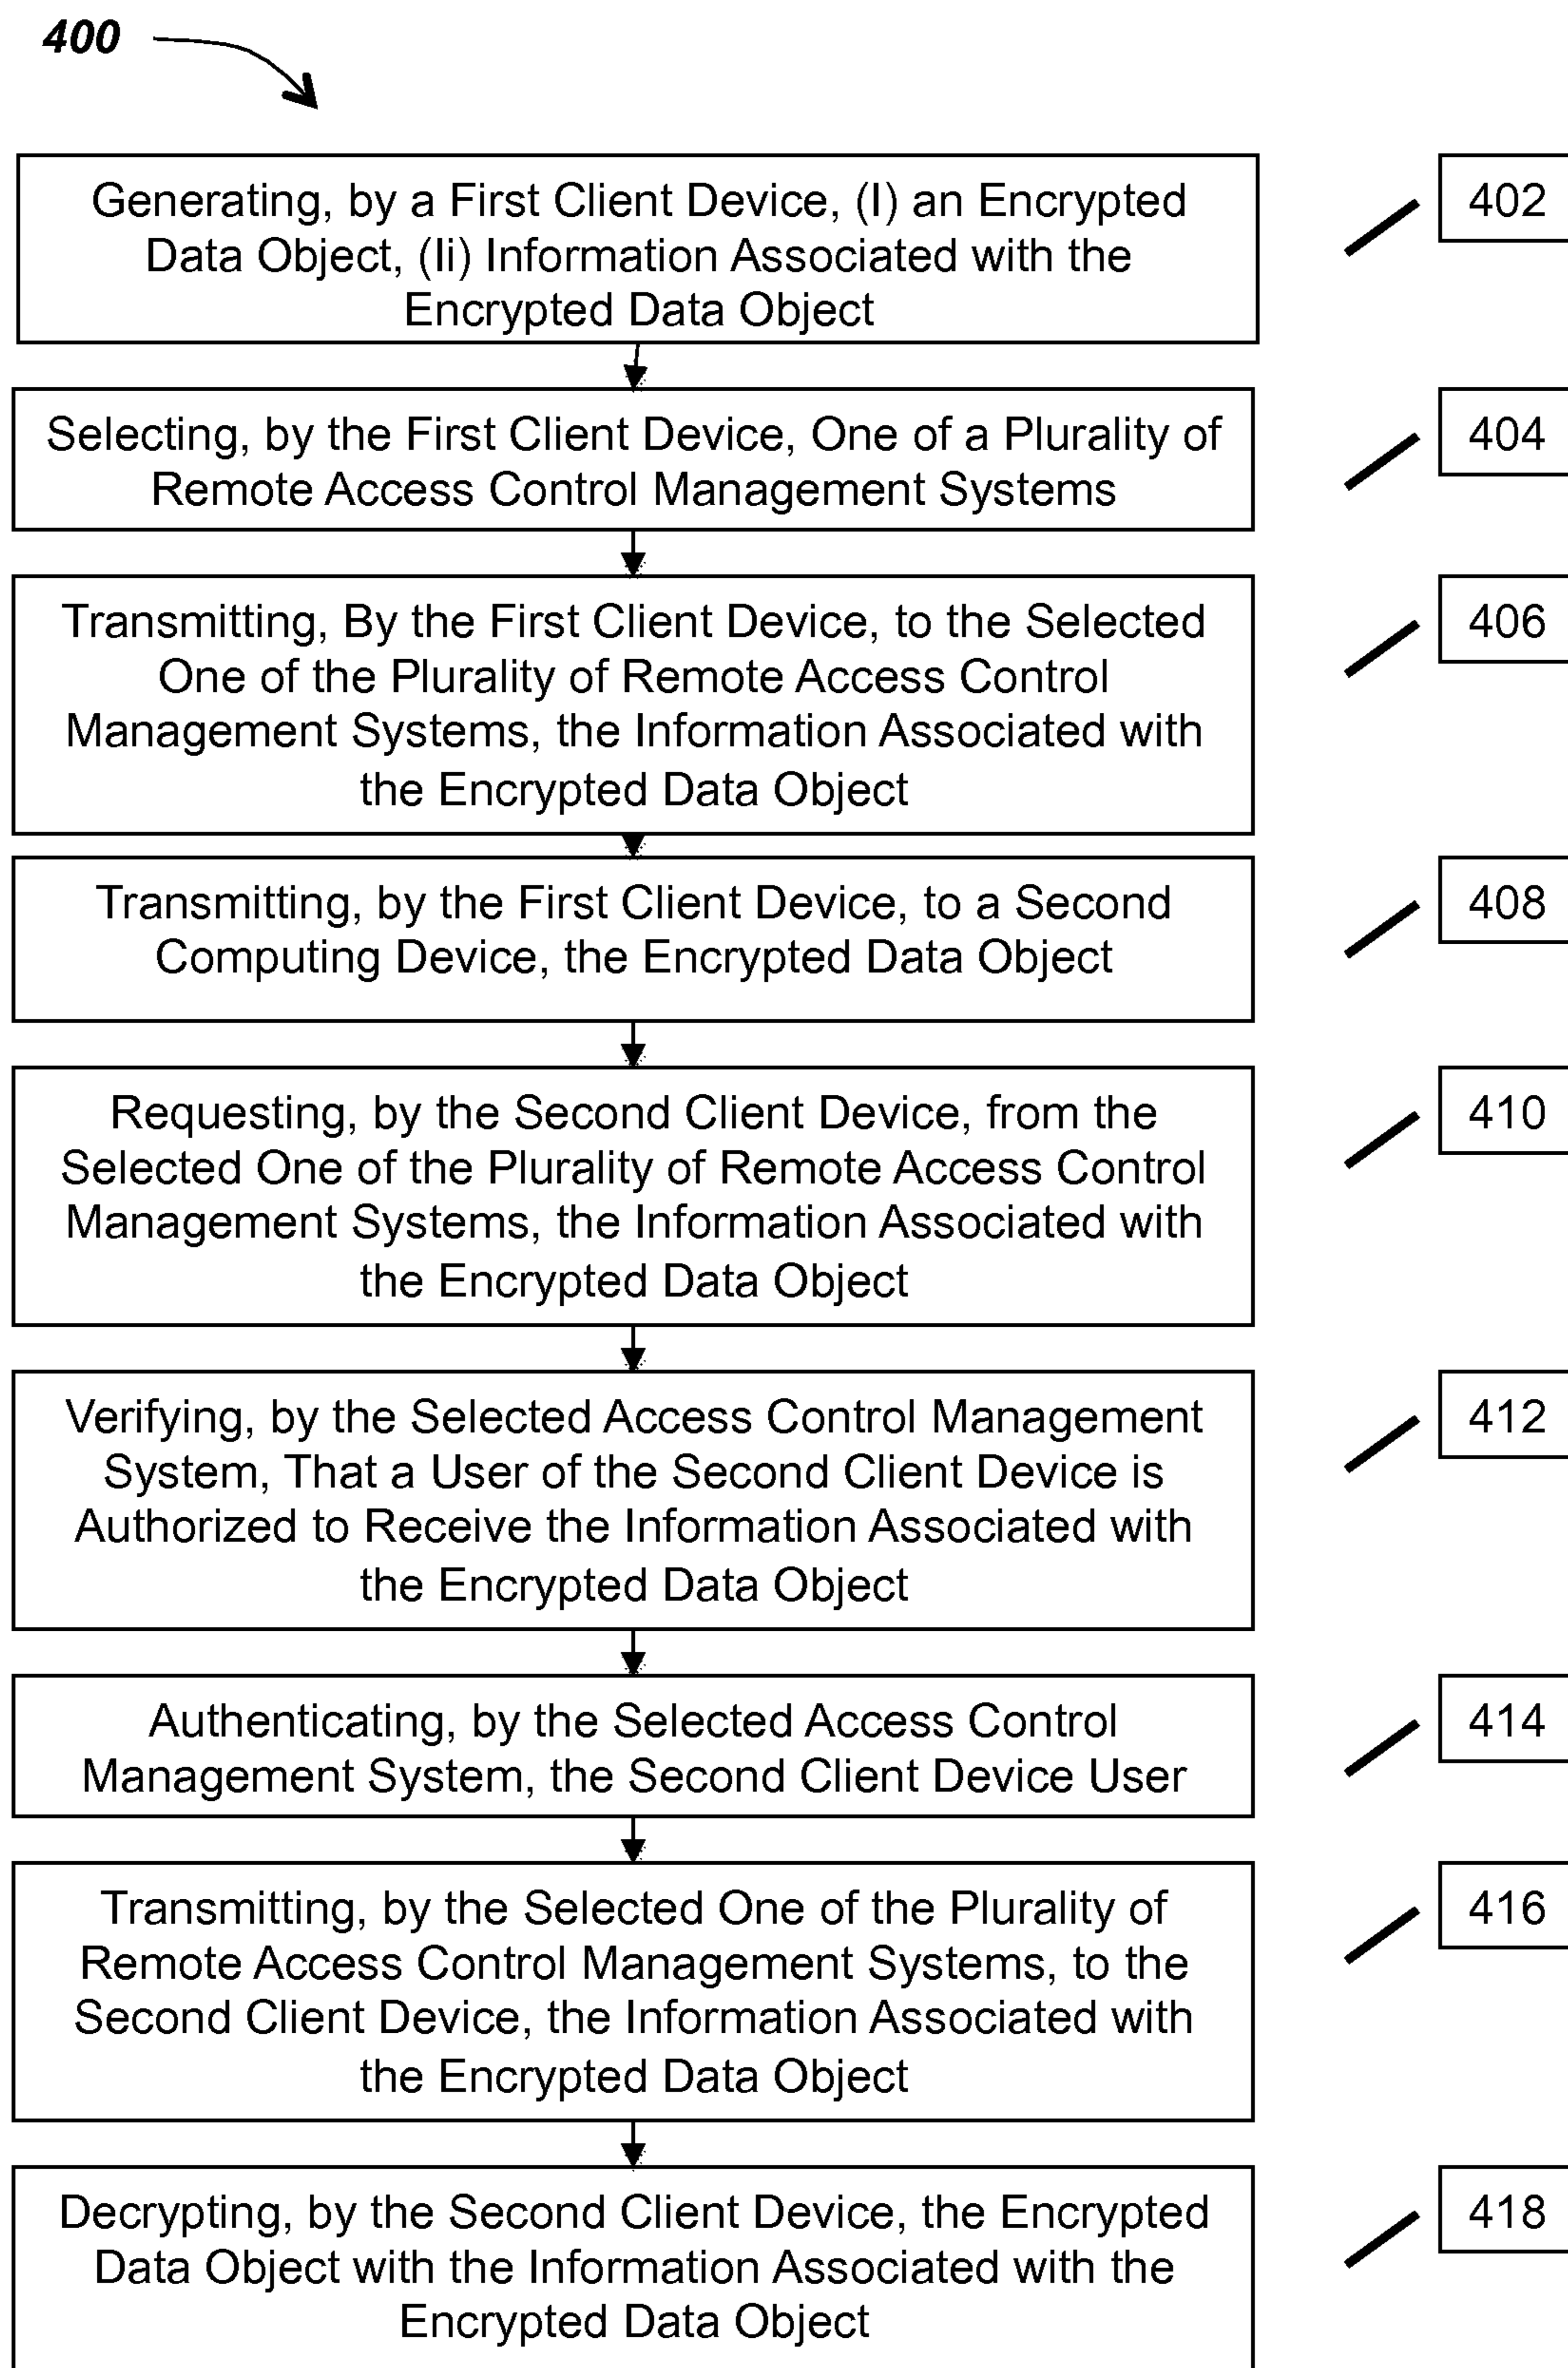 400
Generating, by a First Client Device, (I) an Encrypted
Data Object, (Ii) Information Associated with the
Encrypted Data Object
402
Selecting, by the First Client Device, One of a Plurality of
Remote Access Control Management Systems
404
Transmitting, By the First Client Device, to the Selected
One of the Plurality of Remote Access Control
Management Systems, the Information Associated with
the Encrypted Data Object
406
Transmitting, by the First Client Device, to a Second
Computing Device, the Encrypted Data Object
408
Requesting, by the Second Client Device, from the
Selected One of the Plurality of Remote Access Control
Management Systems, the Information Associated with
the Encrypted Data Object
410
Verifying, by the Selected Access Control Management
System, That a User of the Second Client Device is
Authorized to Receive the Information Associated with
the Encrypted Data Object
412
Authenticating, by the Selected Access Control
Management System, the Second Client Device User
414
Transmitting, by the Selected One of the Plurality of
Remote Access Control Management Systems, to the
Second Client Device, the Information Associated with
the Encrypted Data Object
416
Decrypting, by the Second Client Device, the Encrypted
Data Object with the Information Associated with the
Encrypted Data Object
418